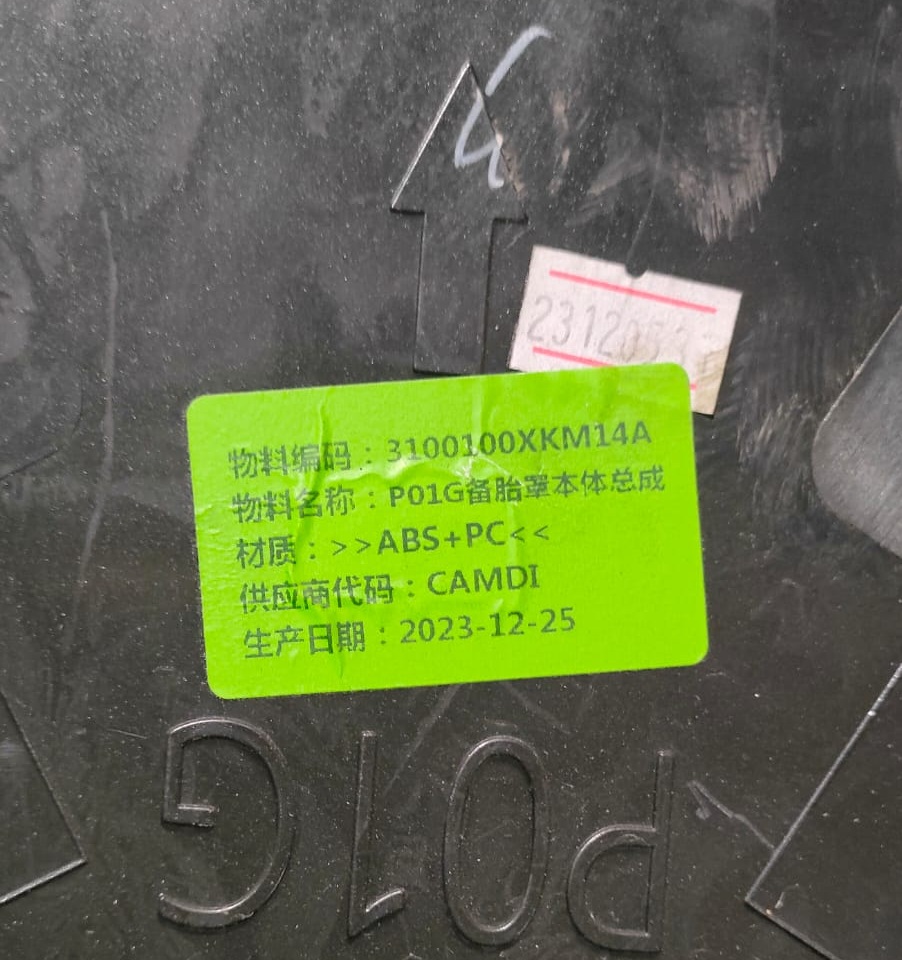 物料编码：3100100XKM14A
物料名称：P01G备胎罩本体总成
材质：>>ABS+PC<<
供应商代码：CAMDI
生产日期：2023-12-25
P01G